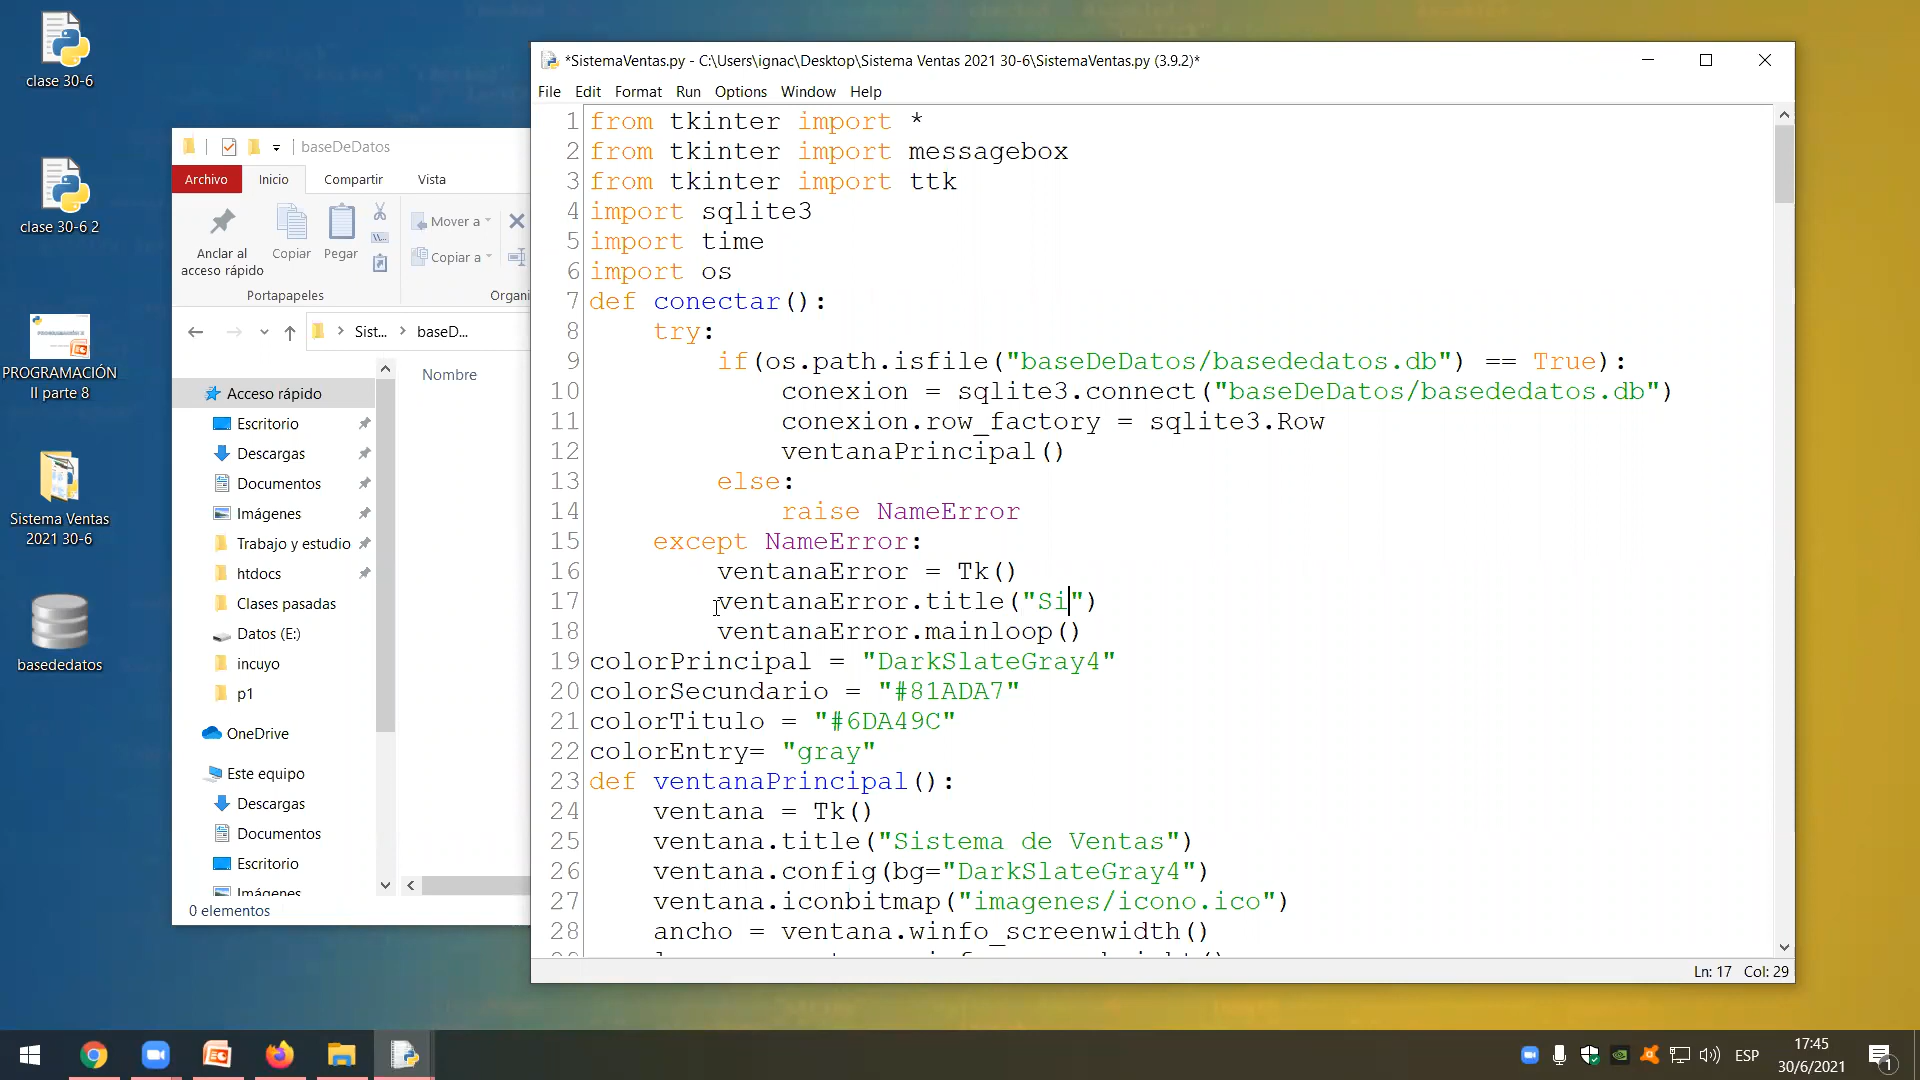 clase 30-6
clase 30-6 2
PROGRAMACIÓN
II parte 8
Sistema Ventas
2021 30-6
basededatos
baseDeDatos
Archivo
Inicio
Compartir
Vista
Anclar al
acceso rápido
Copiar
Pegar
Mover a
Copiar a
Portapapeles
Organi
Sist...
baseD...
Nombre
Acceso rápido
Escritorio
Descargas
Documentos
Imágenes
Trabajo y estudio
htdocs
Clases pasadas
Datos (E:)
incuyo
p1
OneDrive
Este equipo
Descargas
Documentos
Escritorio
Imágenes
0 elementos
*SistemaVentas.py - C:\Users\ignac\Desktop\Sistema Ventas 2021 30-6\SistemaVentas.py (3.9.2)*
File Edit Format Run Options Window Help
1 from tkinter import *
2 from tkinter import messagebox
3 from tkinter import ttk
4 import sqlite3
5 import time
6 import os
7 def conectar():
8     try:
9         if(os.path.isfile("baseDeDatos/basededatos.db") == True):
10             conexion = sqlite3.connect("baseDeDatos/basededatos.db")
11             conexion.row_factory = sqlite3.Row
12             ventanaPrincipal()
13         else:
14             raise NameError
15     except NameError:
16         ventanaError = Tk()
17         ventanaError.title("Si")
18         ventanaError.mainloop()
19 colorPrincipal = "DarkSlateGray4"
20 colorSecundario = "#81ADA7"
21 colorTitulo = "#6DA49C"
22 colorEntry= "gray"
23 def ventanaPrincipal():
24     ventana = Tk()
25     ventana.title("Sistema de Ventas")
26     ventana.config(bg="DarkSlateGray4")
27     ventana.iconbitmap("imagenes/icono.ico")
28     ancho = ventana.winfo_screenwidth()
Ln: 17 Col: 29
ESP
17:45
30/6/2021
1